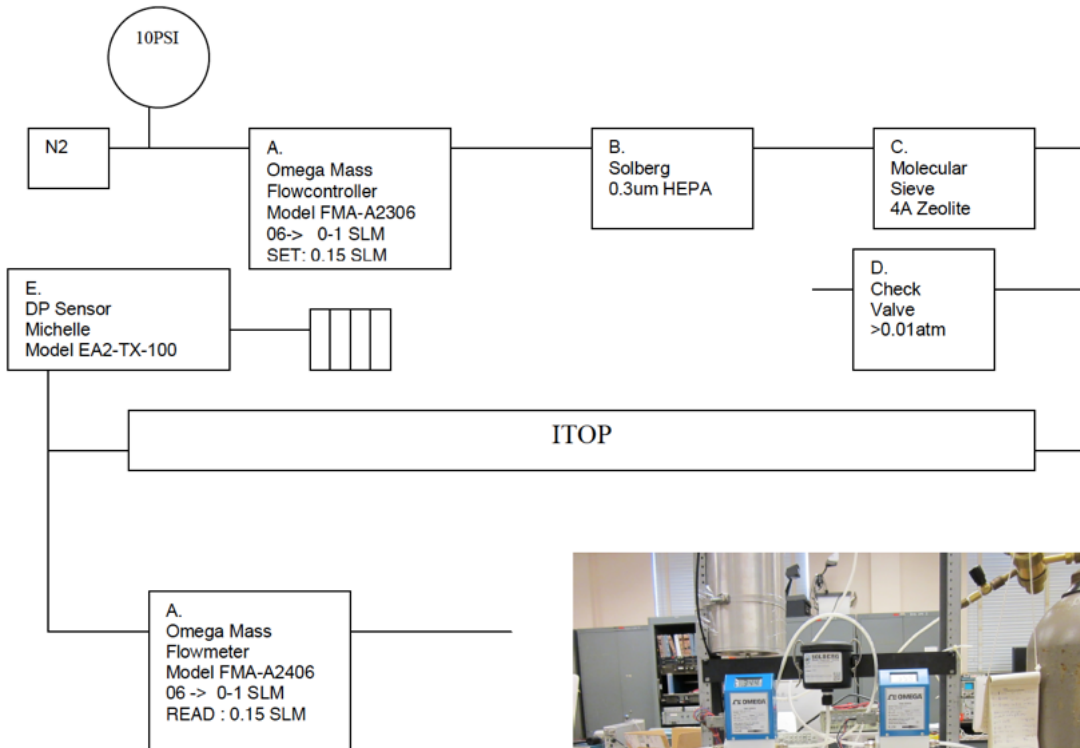 10PSI
N2
A.
Omega Mass
Flowcontroller
Model FMA-A2306
06-> 0-1 SLM
SET: 0.15 SLM
B.
Solberg
0.3um HEPA
C.
Molecular
Sieve
4A Zeolite
D.
Check
Valve
>0.01atm
E.
DP Sensor
Michelle
Model EA2-TX-100
ITOP
A.
Omega Mass
Flowmeter
Model FMA-A2406
06 -> 0-1 SLM
READ : 0.15 SLM
SOLBERG
Ω OMEGA
Ω OMEGA